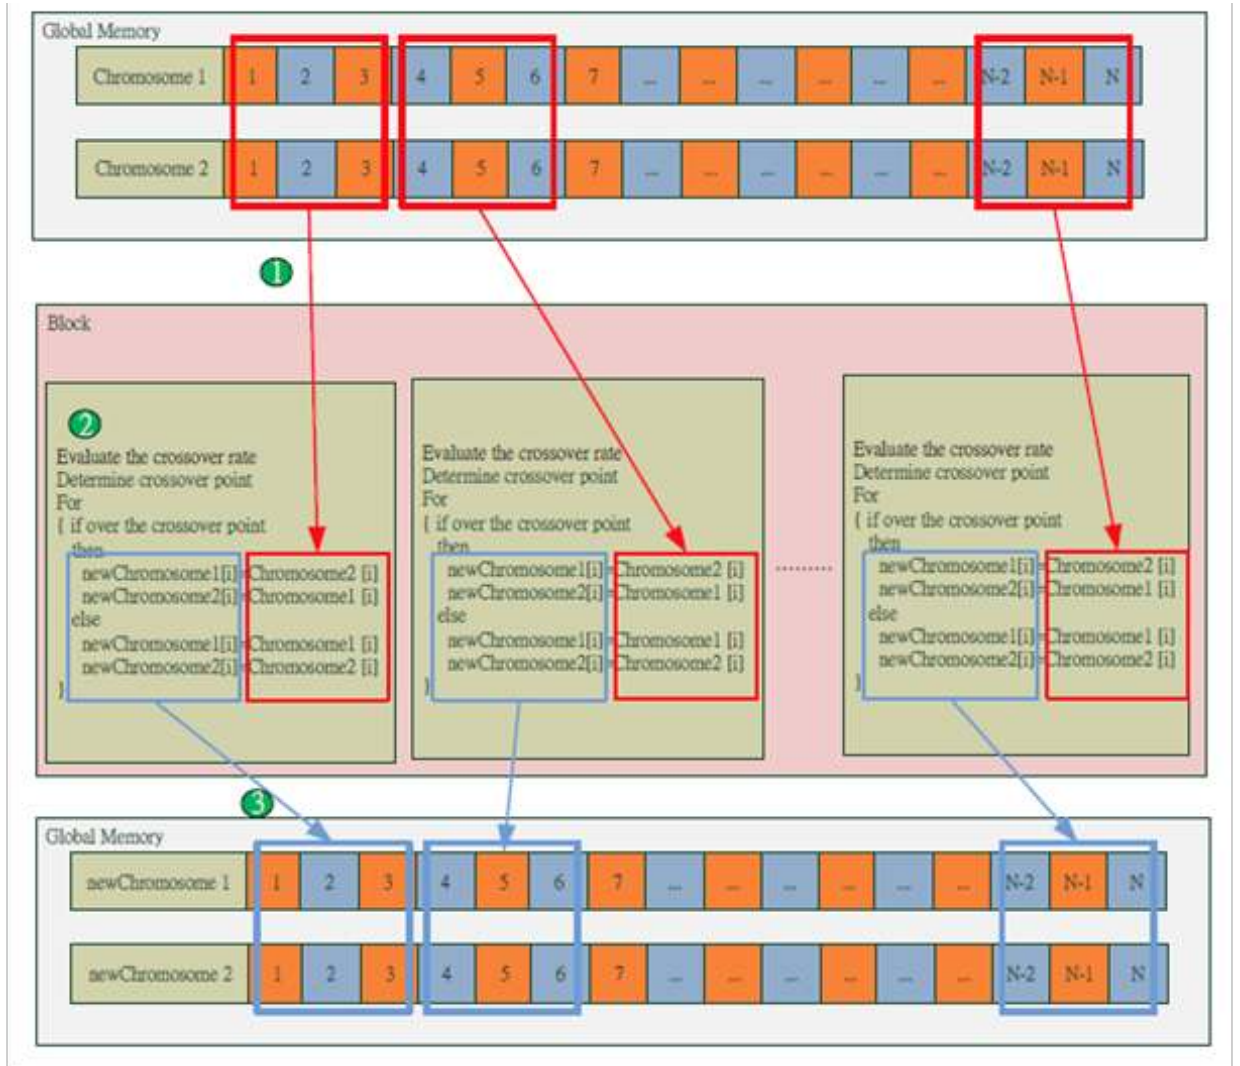 Global Memory
Chromosome 1 1 2 3 4 5 6 7 ... ... ... ... ... ... N-2 N-1 N
Chromosome 2 1 2 3 4 5 6 7 ... ... ... ... ... ... N-2 N-1 N
1
Block
2
Evaluate the crossover rate
Determine crossover point
For
{ if over the crossover point
then
newChromosome1[i]=Chromosome2 [i]
newChromosome2[i]=Chromosome1 [i]
else
newChromosome1[i]=Chromosome1 [i]
newChromosome2[i]=Chromosome2 [i]
}
Evaluate the crossover rate
Determine crossover point
For
{ if over the crossover point
then
newChromosome1[i]=Chromosome2 [i]
newChromosome2[i]=Chromosome1 [i]
else
newChromosome1[i]=Chromosome1 [i]
newChromosome2[i]=Chromosome2 [i]
}
.........
Evaluate the crossover rate
Determine crossover point
For
{ if over the crossover point
then
newChromosome1[i]=Chromosome2 [i]
newChromosome2[i]=Chromosome1 [i]
else
newChromosome1[i]=Chromosome1 [i]
newChromosome2[i]=Chromosome2 [i]
}
3
Global Memory
newChromosome 1 1 2 3 4 5 6 7 ... ... ... ... ... ... N-2 N-1 N
newChromosome 2 1 2 3 4 5 6 7 ... ... ... ... ... ... N-2 N-1 N